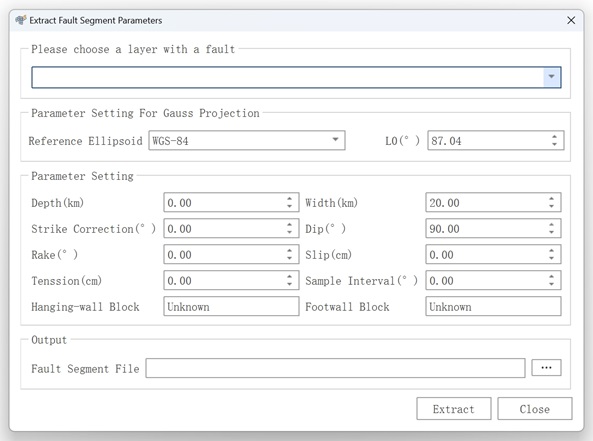 Extract Fault Segment Parameters
Please choose a layer with a fault
Parameter Setting For Gauss Projection
Reference Ellipsoid WGS-84 L0(°) 87.04
Parameter Setting
Depth(km) 0.00 Width(km) 20.00
Strike Correction(°) 0.00 Dip(°) 90.00
Rake(°) 0.00 Slip(cm) 0.00
Tenssion(cm) 0.00 Sample Interval(°) 0.00
Hanging-wall Block Unknown Footwall Block Unknown
Output
Fault Segment File ...
Extract Close